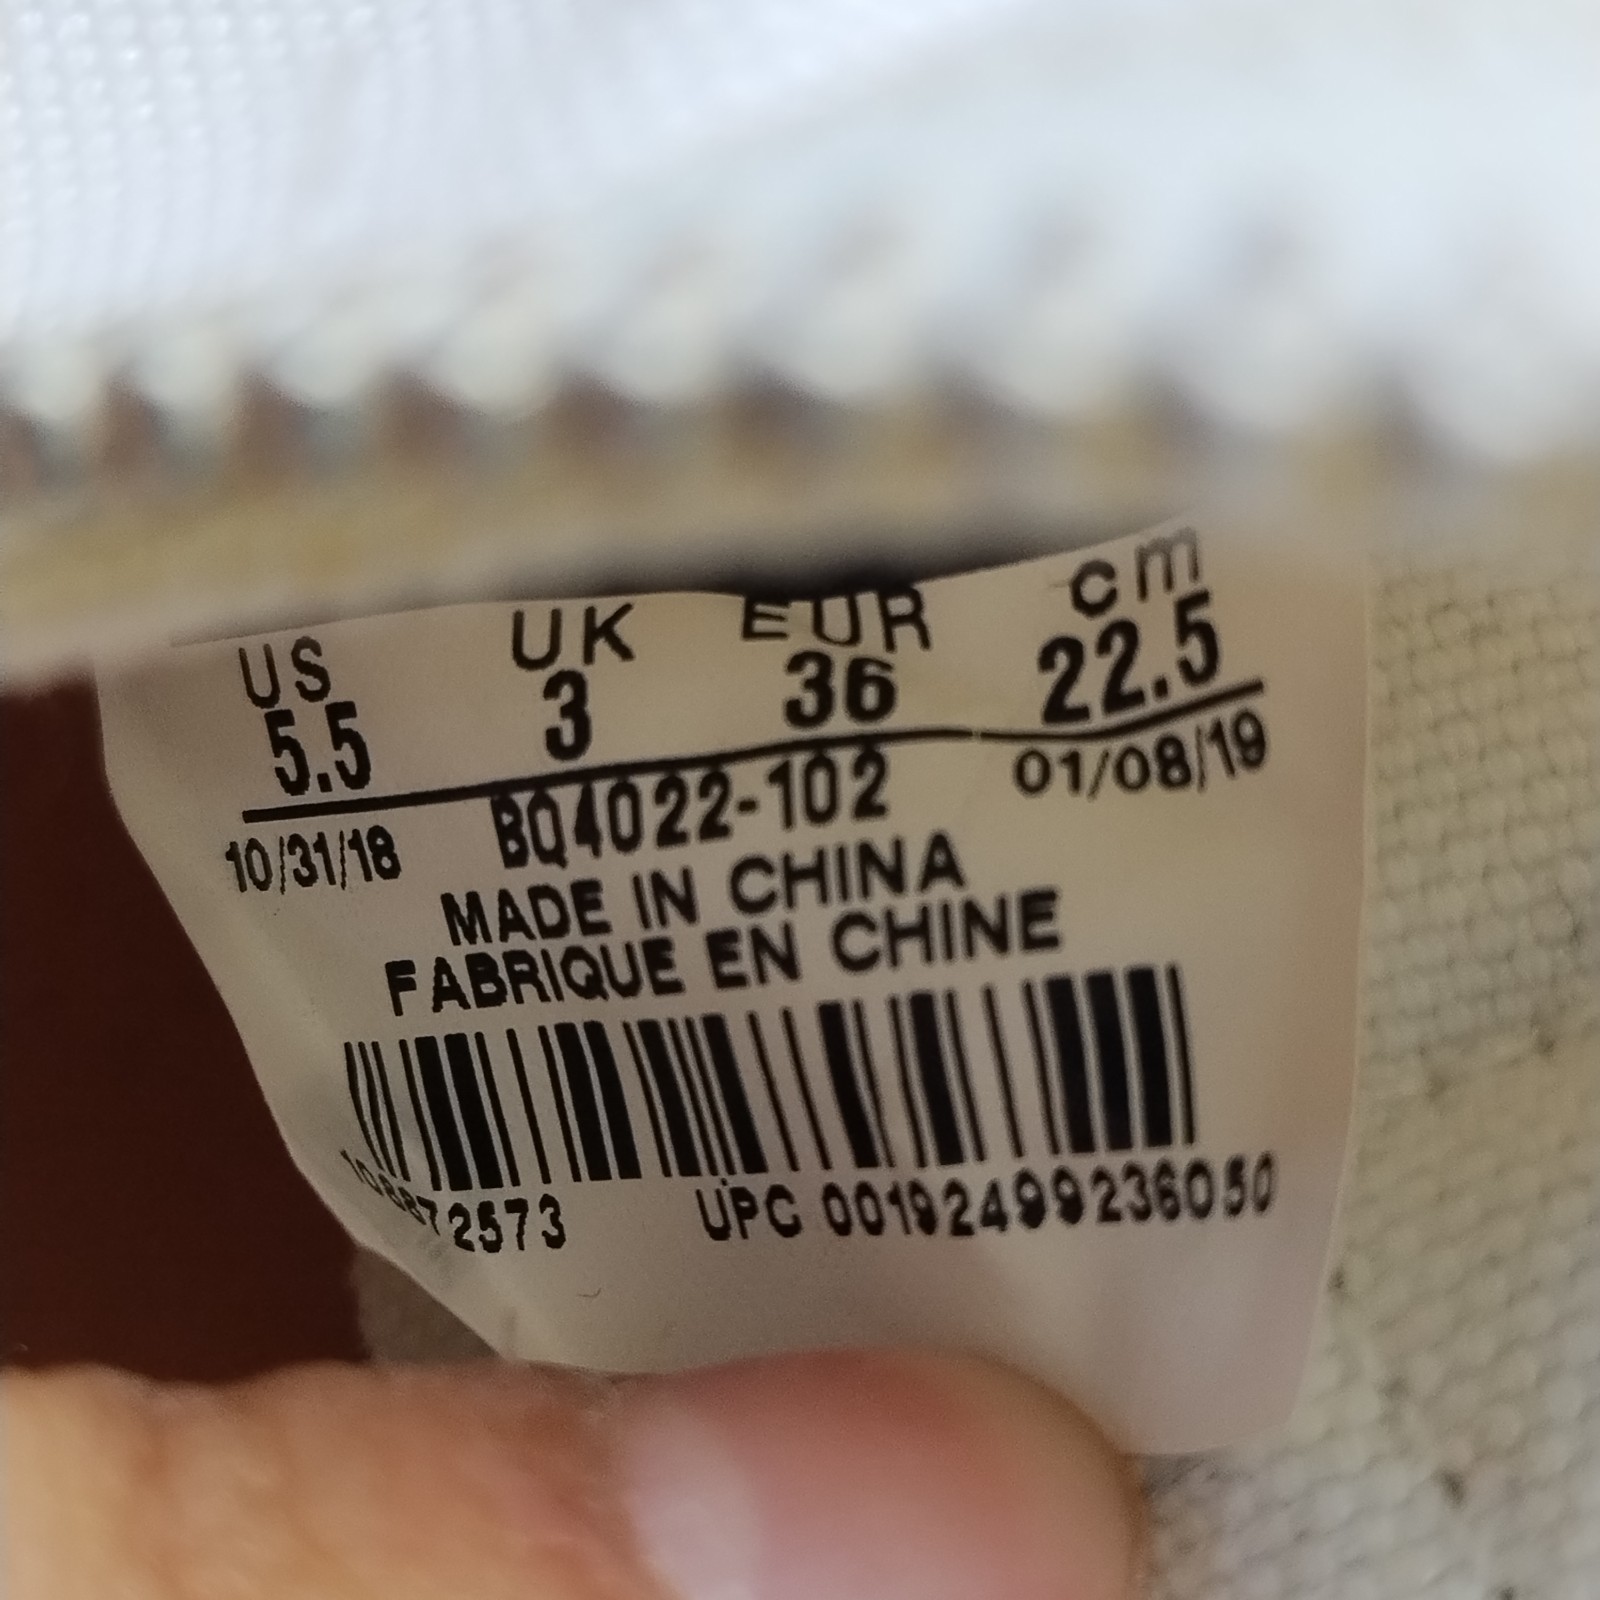 US UK EUR cm
5.5 3 36 22.5
10/31/18 BQ4022-102 01/08/19
MADE IN CHINA
FABRIQUE EN CHINE
108872573 UPC 00192499236050